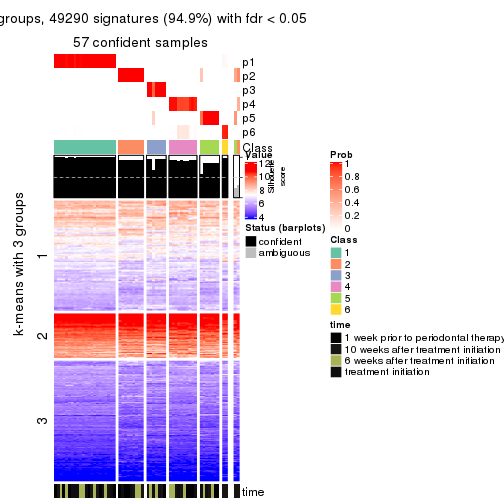 groups, 49290 signatures (94.9%) with fdr < 0.05
57 confident samples
p1
p2
p3
p4
p5
p6
Class
Value
12
10
8
6
4
Silhouette
score
Prob
1
0.8
0.6
0.4
0.2
0
Status (barplots)
confident
ambiguous
Class
1
2
3
4
5
6
time
1 week prior to periodontal therapy
10 weeks after treatment initiation
6 weeks after treatment initiation
treatment initiation
k-means with 3 groups
1
2
3
time